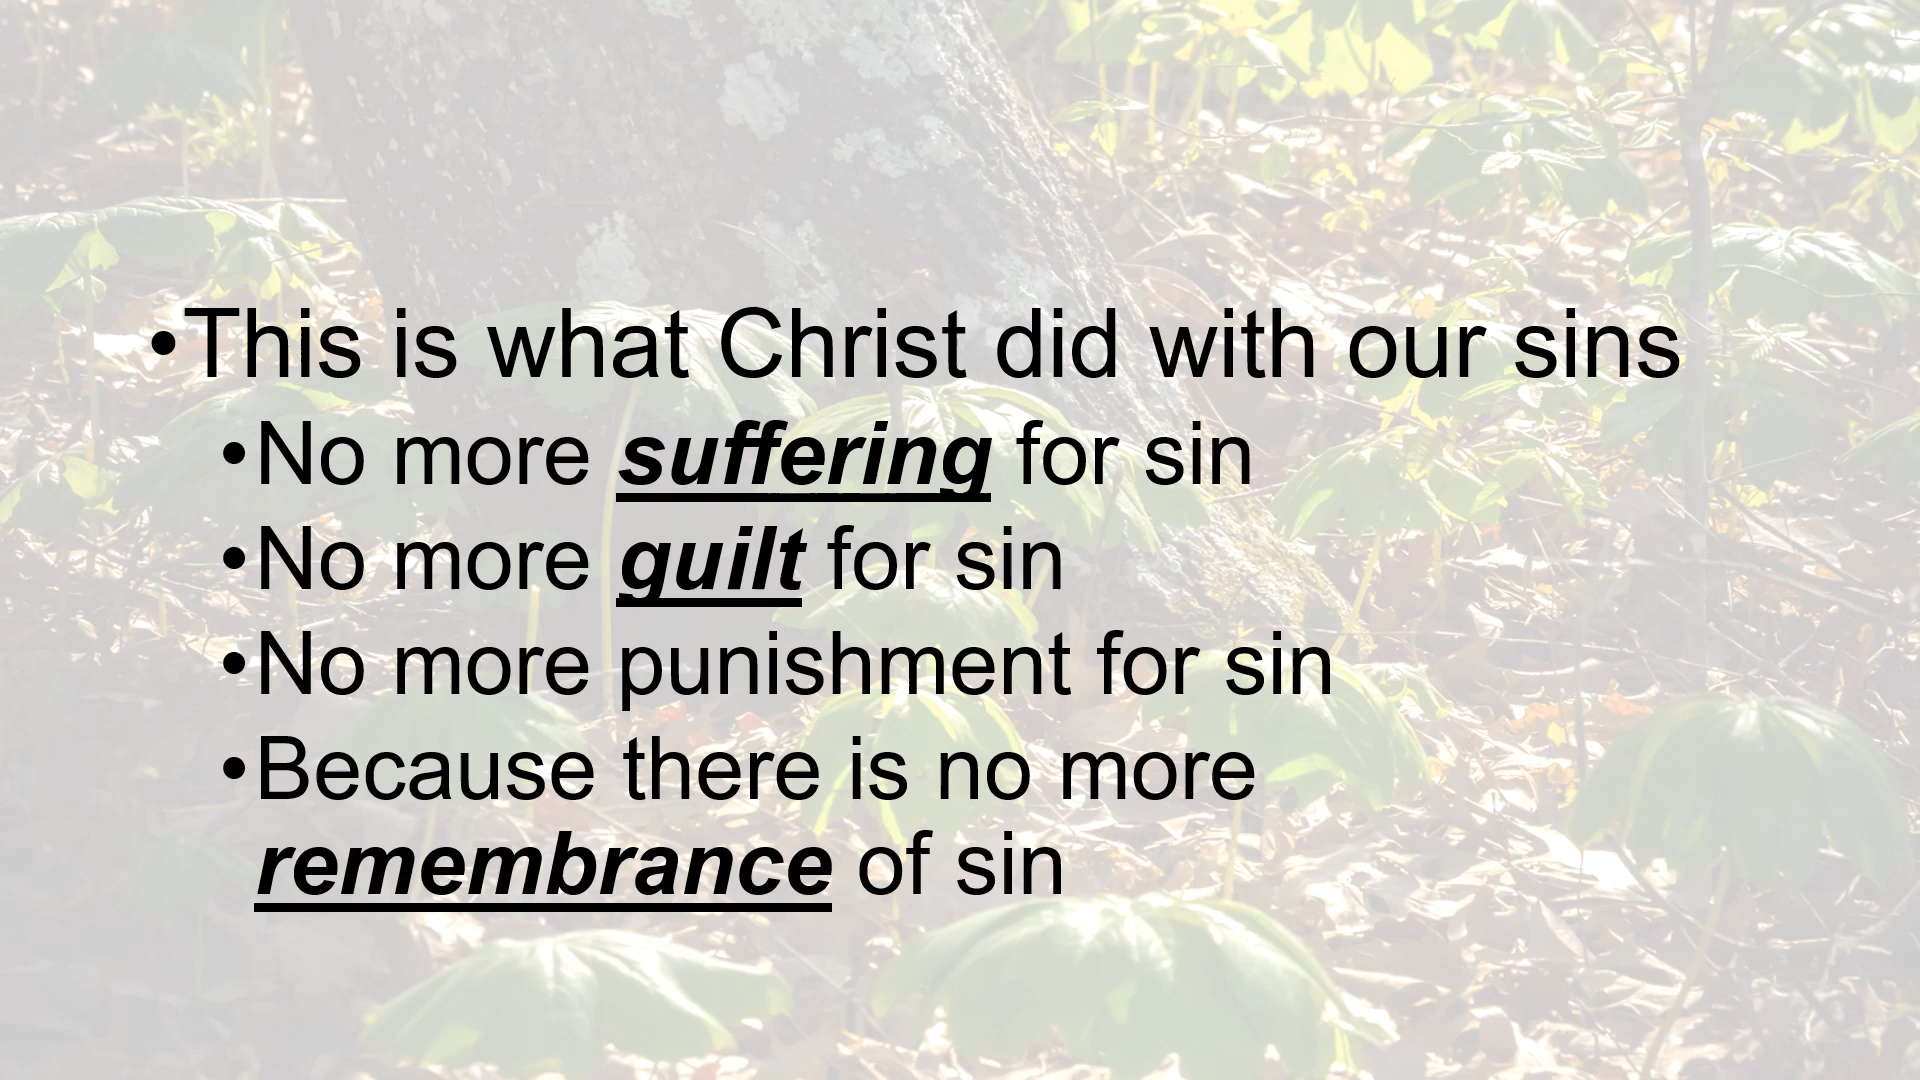 •This is what Christ did with our sins
•No more suffering for sin
•No more guilt for sin
•No more punishment for sin
•Because there is no more
remembrance of sin